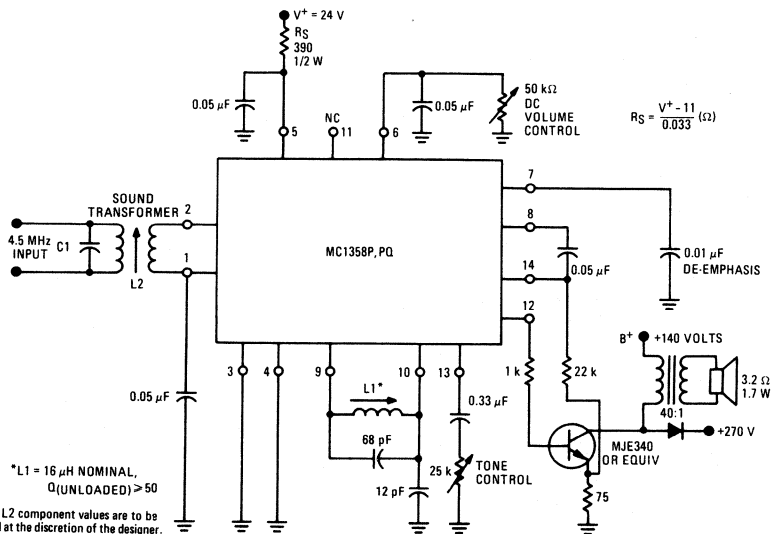 V+ = 24 V
RS
390
1/2 W
0.05 µF
5
NC
11
6
0.05 µF
50 kΩ
DC
VOLUME
CONTROL
RS = V+ - 11 / 0.033 (Ω)
SOUND
TRANSFORMER
2
4.5 MHz
INPUT
C1
L2
1
MC1358P, PQ
7
8
14
12
0.05 µF
0.01 µF
DE-EMPHASIS
3
4
9
10
13
0.05 µF
L1*
68 pF
12 pF
0.33 µF
25 k
TONE
CONTROL
1 k
22 k
B+
+140 VOLTS
40:1
3.2 Ω
1.7 W
+270 V
MJE340
OR EQUIV
75
*L1 = 16 µH NOMINAL,
Q(UNLOADED) ⩾ 50
L2 component values are to be
at the discretion of the designer.